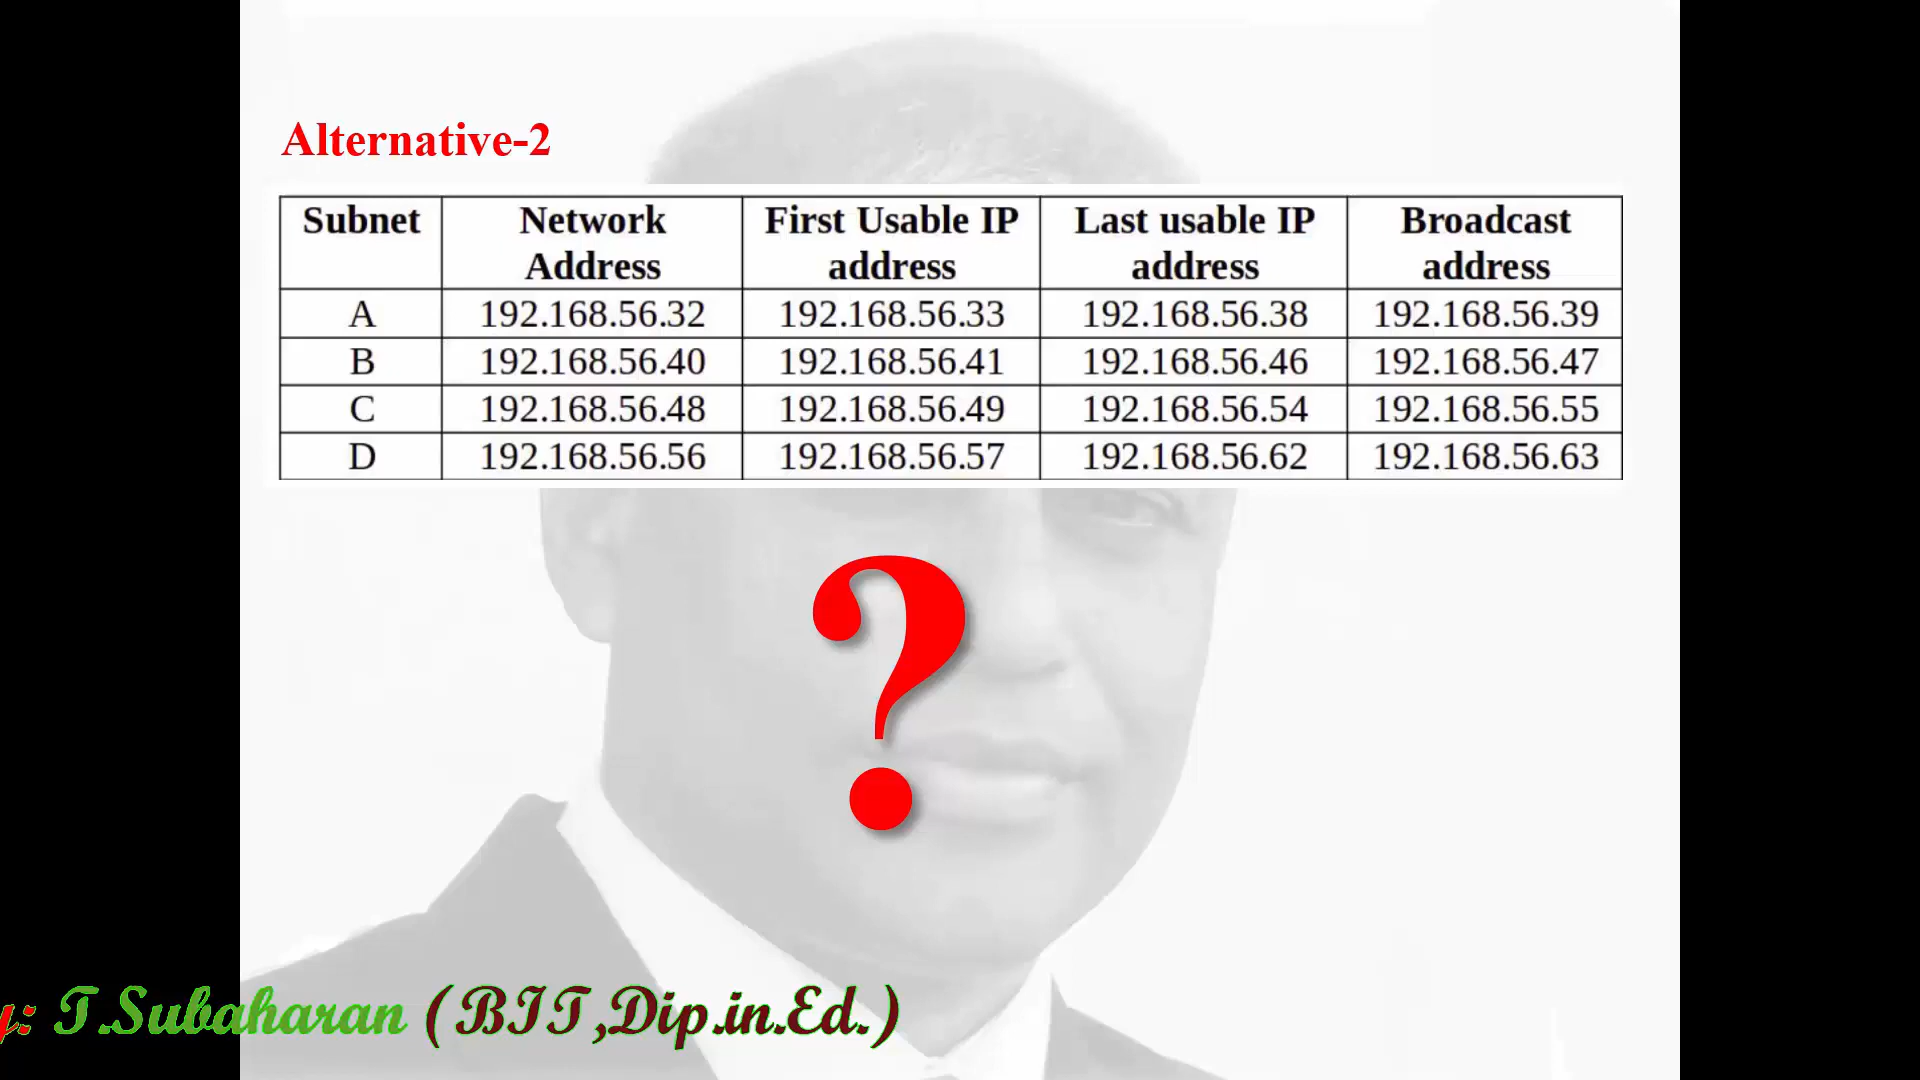 Alternative-2
Subnet Network Address First Usable IP address Last usable IP address Broadcast address
A 192.168.56.32 192.168.56.33 192.168.56.38 192.168.56.39
B 192.168.56.40 192.168.56.41 192.168.56.46 192.168.56.47
C 192.168.56.48 192.168.56.49 192.168.56.54 192.168.56.55
D 192.168.56.56 192.168.56.57 192.168.56.62 192.168.56.63
?
y: T.Subaharan (BIT,Dip.in.Ed.)